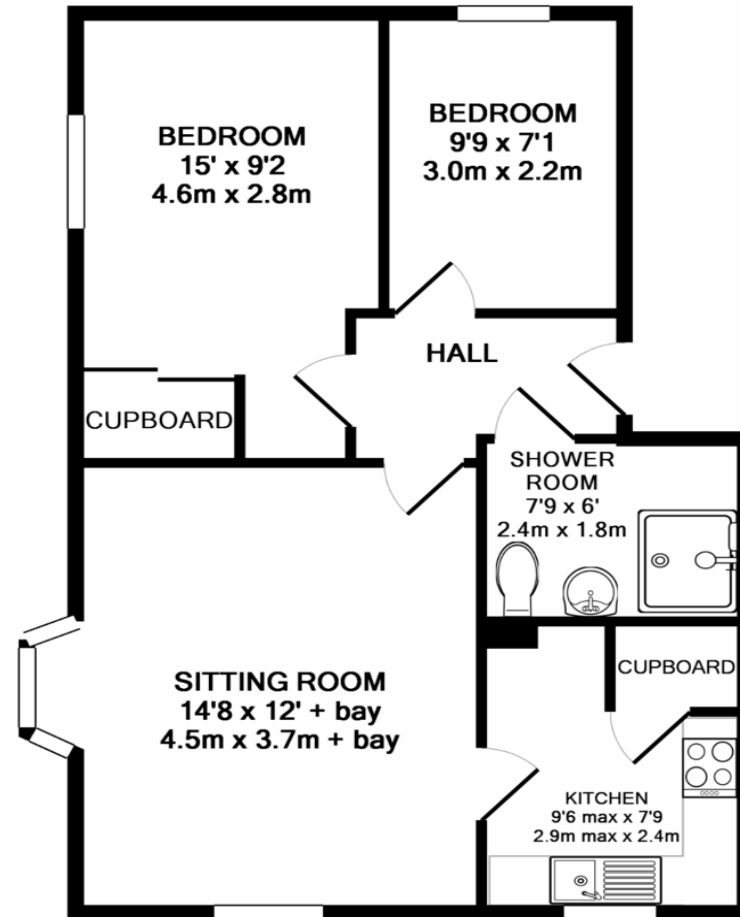 BEDROOM
15' x 9'2
4.6m x 2.8m
BEDROOM
9'9 x 7'1
3.0m x 2.2m
HALL
CUPBOARD
SHOWER
ROOM
7'9 x 6'
2.4m x 1.8m
SITTING ROOM
14'8 x 12' + bay
4.5m x 3.7m + bay
CUPBOARD
KITCHEN
9'6 max x 7'9
2.9m max x 2.4m